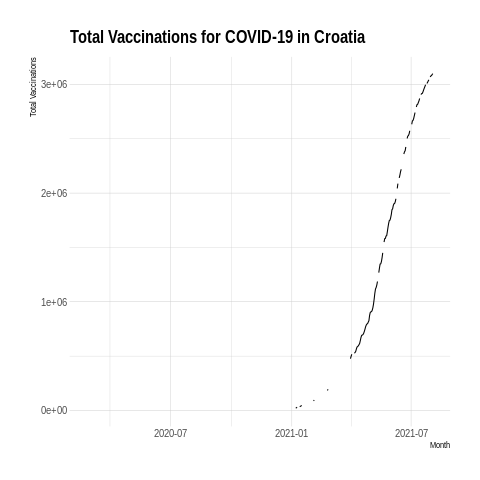 Total Vaccinations for COVID-19 in Croatia
Total Vaccinations
3e+06
2e+06
1e+06
0e+00
2020-07
2021-01
2021-07
Month